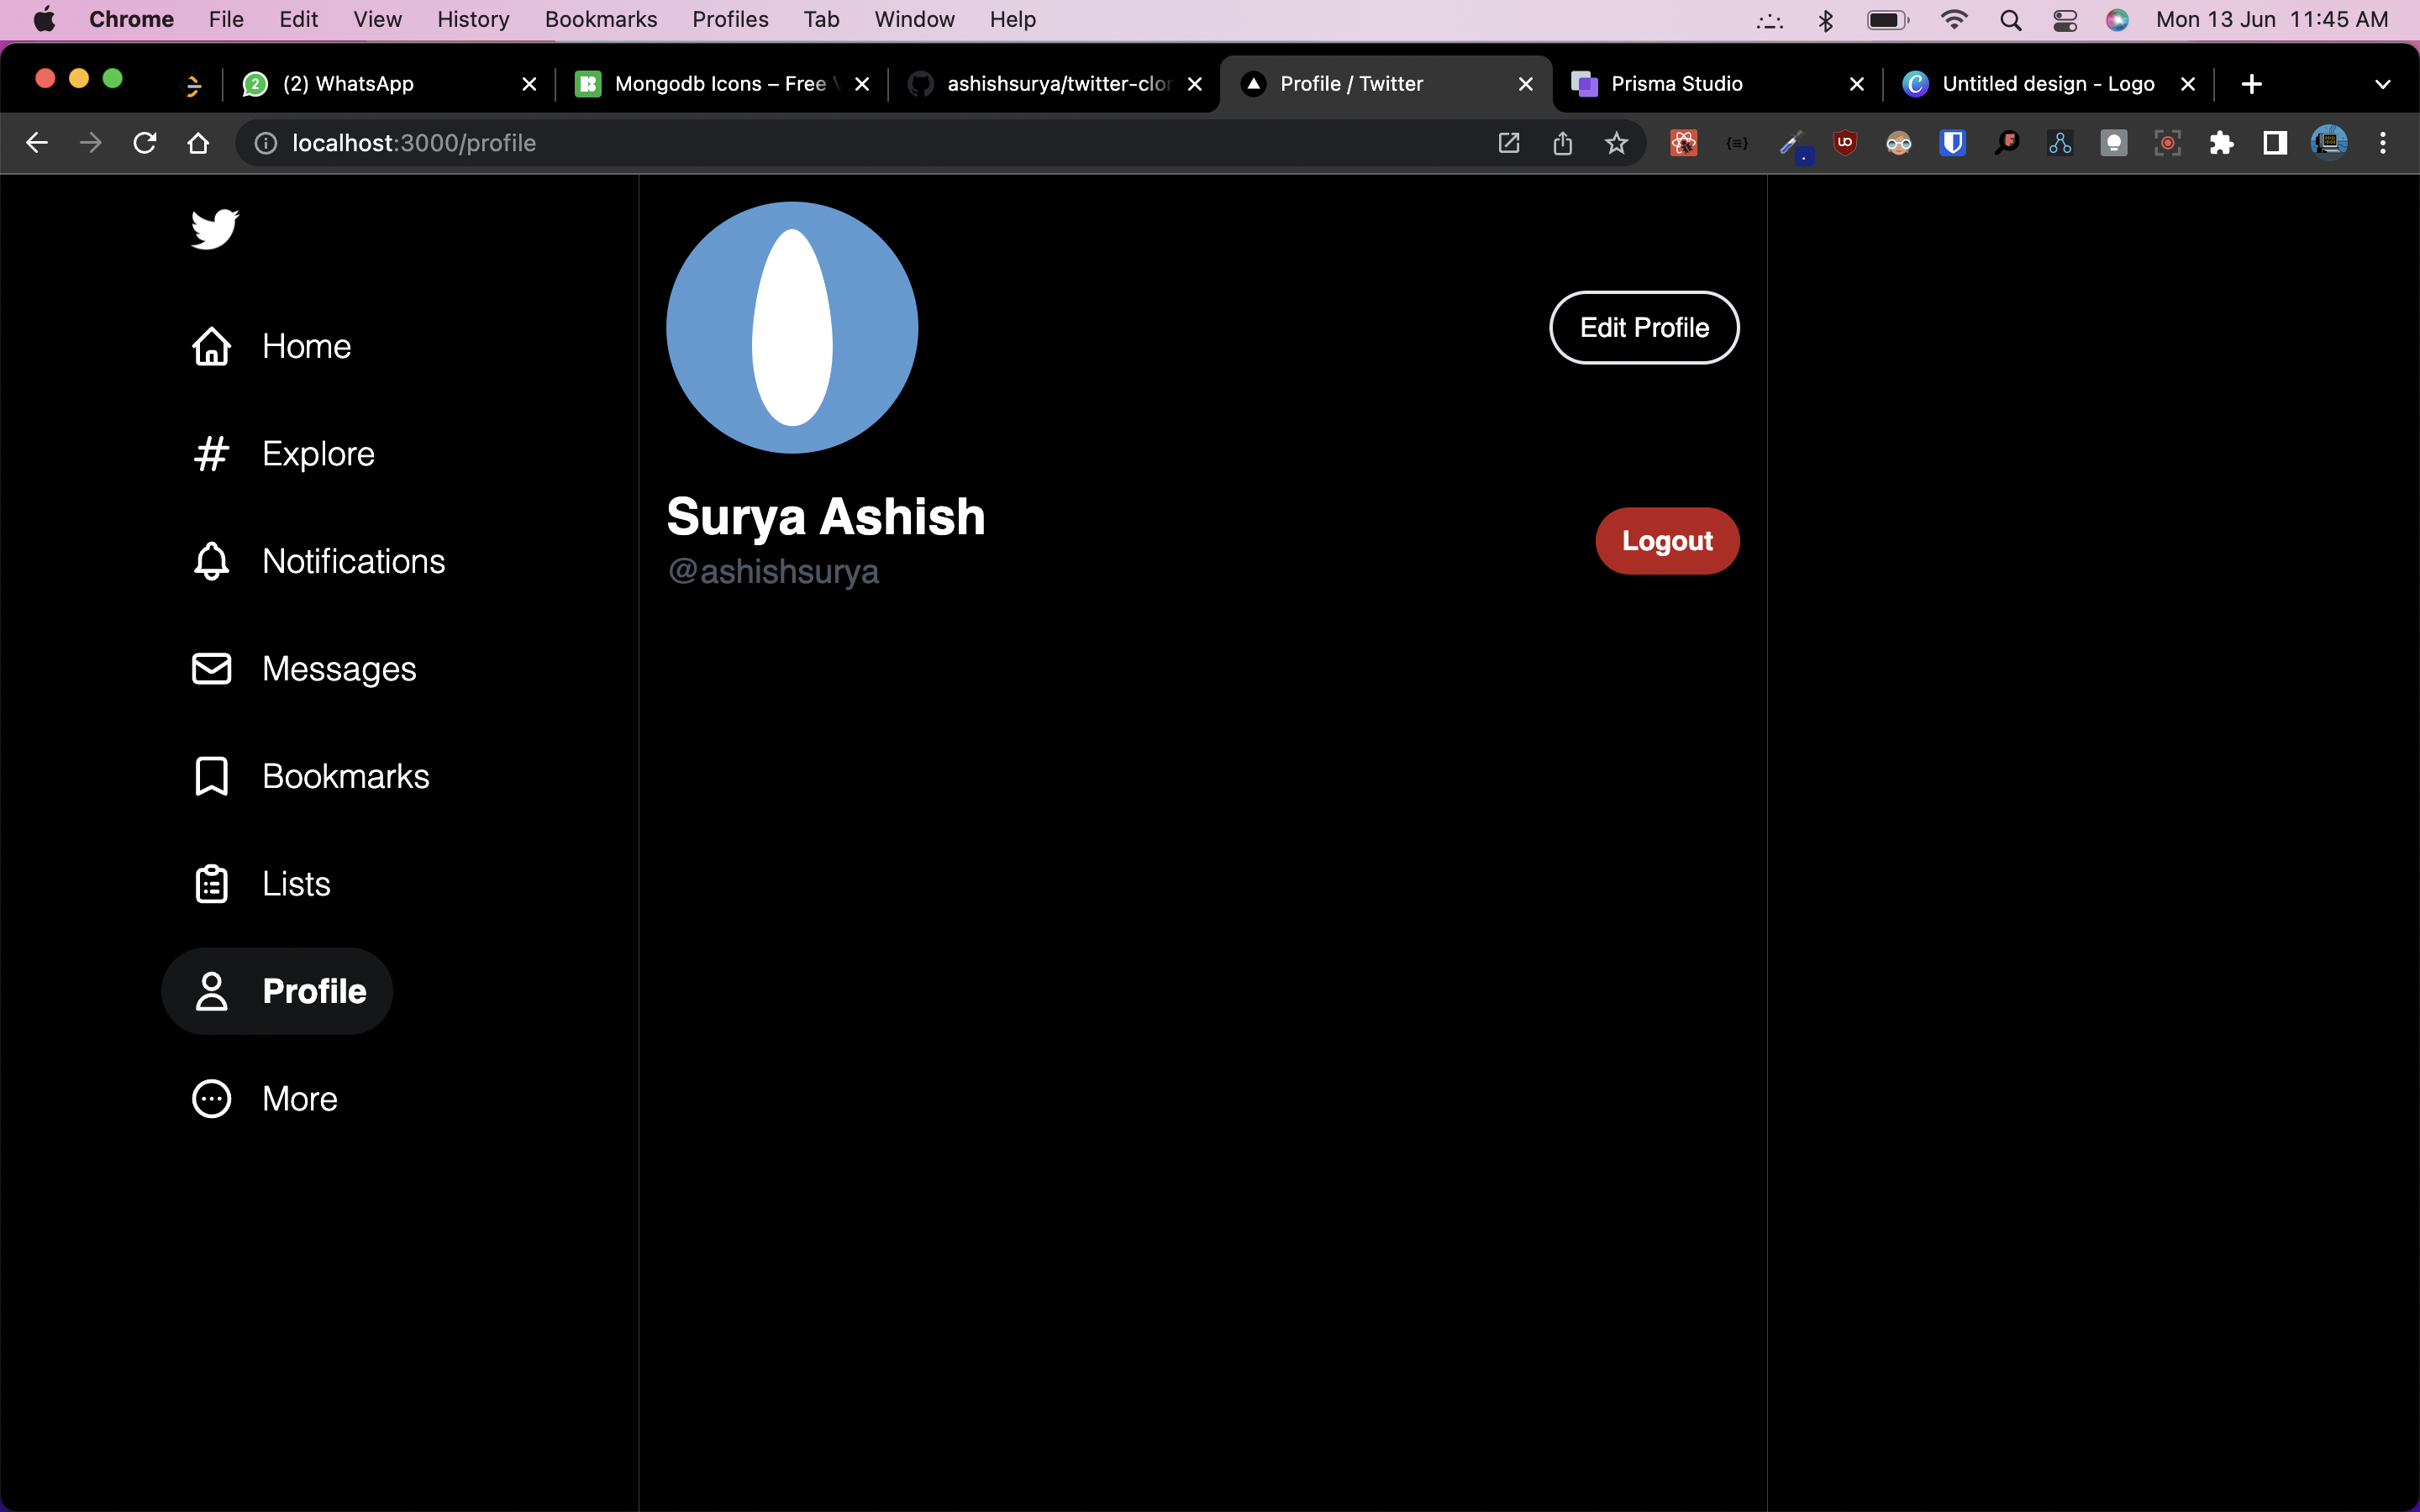 Chrome File Edit View History Bookmarks Profiles Tab Window Help Mon 13 Jun 11:45 AM
(2) WhatsApp Mongodb Icons – Free ashishsurya/twitter-clon Profile / Twitter Prisma Studio Untitled design - Logo
localhost:3000/profile
Home
Edit Profile
Explore
Surya Ashish
Logout
@ashishsurya
Notifications
Messages
Bookmarks
Lists
Profile
More